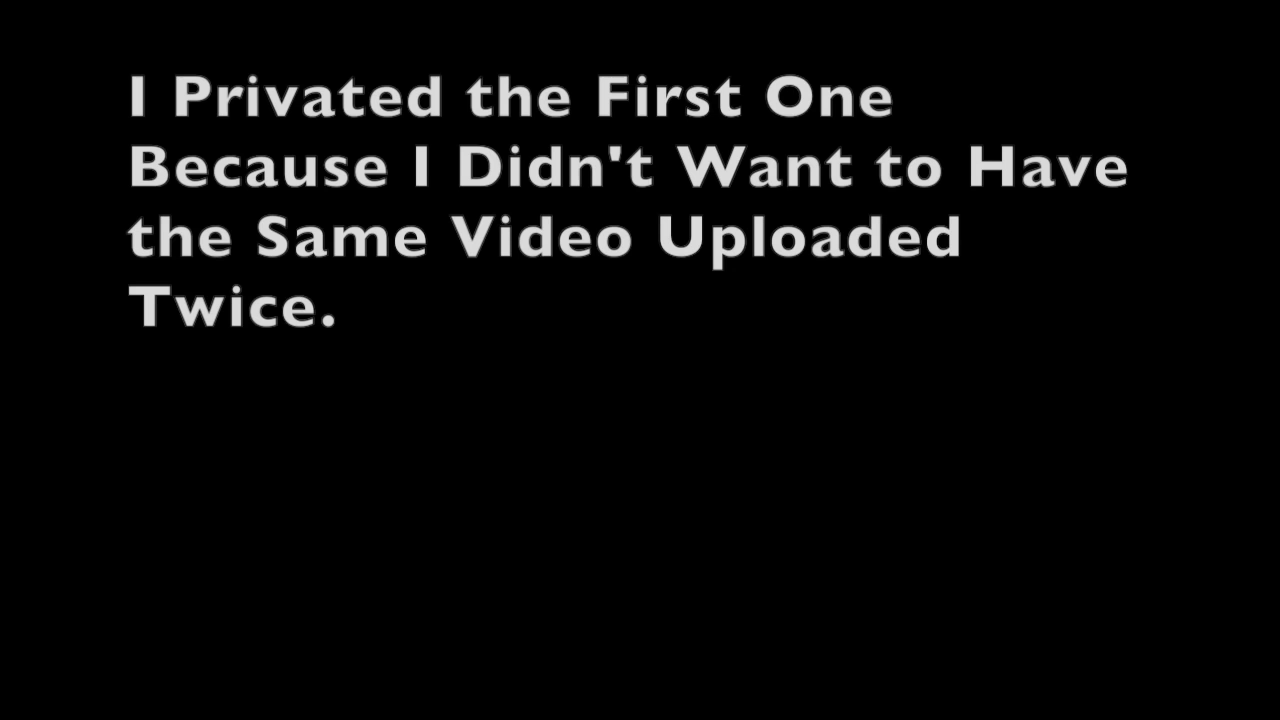 I Privated the First One
Because I Didn't Want to Have
the Same Video Uploaded
Twice.